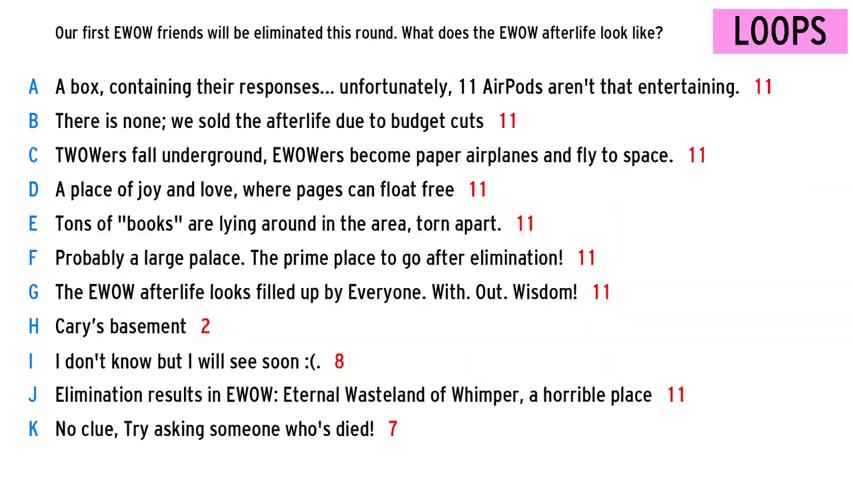 Our first EWOW friends will be eliminated this round. What does the EWOW afterlife look like?
LOOPS
A A box, containing their responses... unfortunately, 11 AirPods aren't that entertaining. 11
B There is none; we sold the afterlife due to budget cuts 11
C TWOWers fall underground, EWOWers become paper airplanes and fly to space. 11
D A place of joy and love, where pages can float free 11
E Tons of "books" are lying around in the area, torn apart. 11
F Probably a large palace. The prime place to go after elimination! 11
G The EWOW afterlife looks filled up by Everyone. With. Out. Wisdom! 11
H Cary's basement 2
I I don't know but I will see soon :(. 8
J Elimination results in EWOW: Eternal Wasteland of Whimper, a horrible place 11
K No clue, Try asking someone who's died! 7